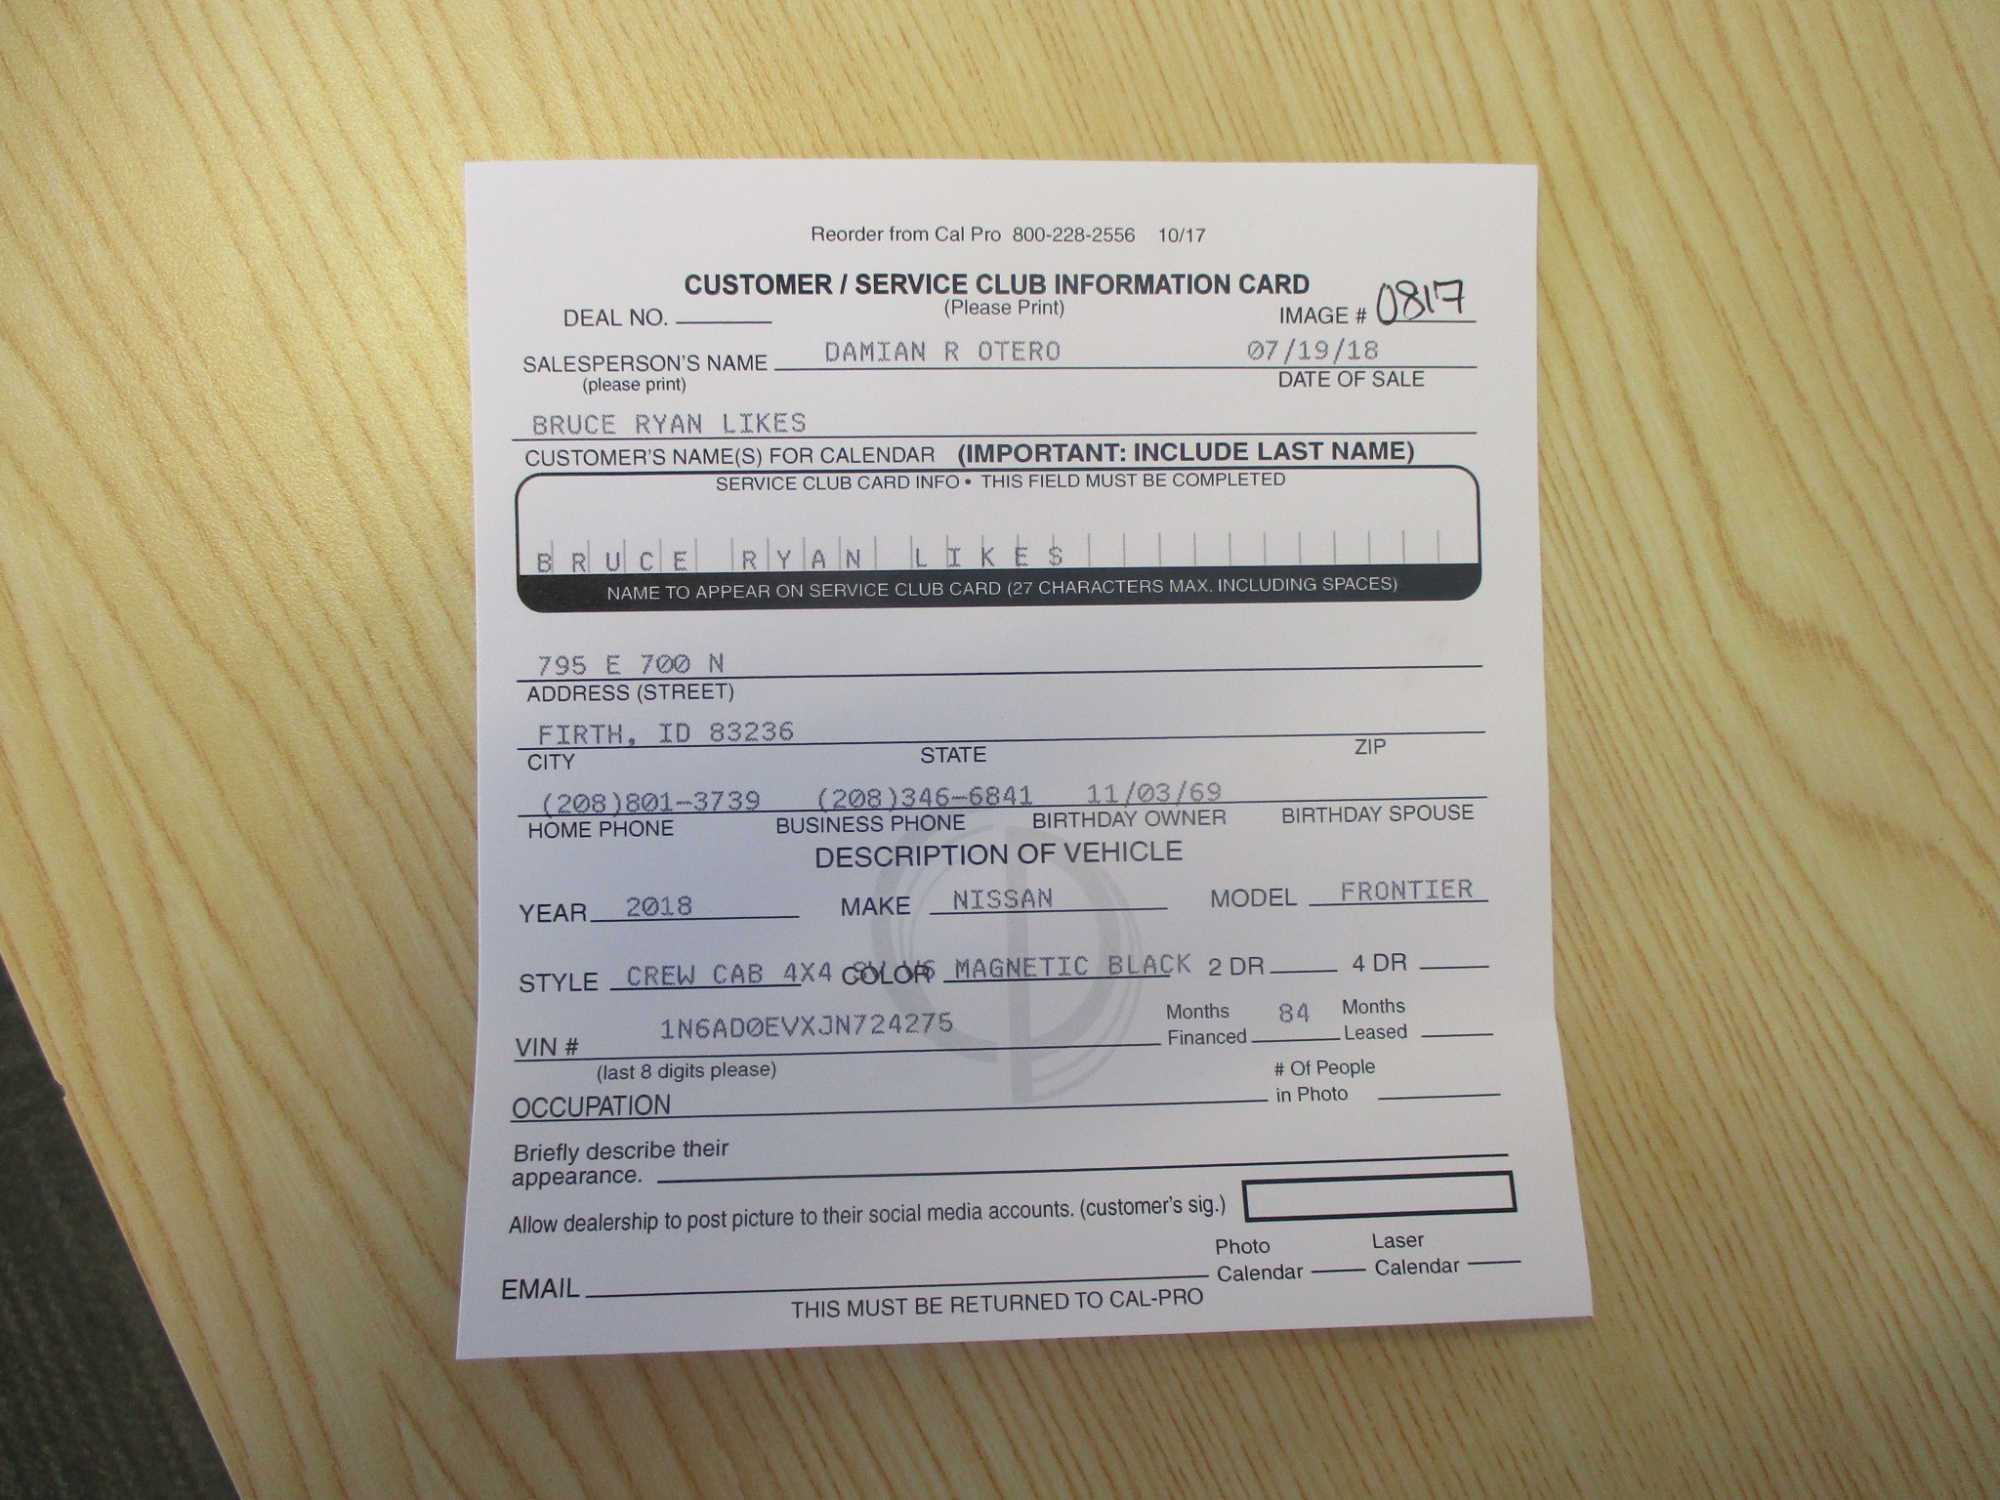 Reorder from Cal Pro 800-228-2556 10/17
CUSTOMER / SERVICE CLUB INFORMATION CARD
(Please Print)
DEAL NO. IMAGE # 0817
SALESPERSON'S NAME DAMIAN R OTERO 07/19/18
(please print) DATE OF SALE
BRUCE RYAN LIKES
CUSTOMER'S NAME(S) FOR CALENDAR (IMPORTANT: INCLUDE LAST NAME)
SERVICE CLUB CARD INFO • THIS FIELD MUST BE COMPLETED
BRUCE RYAN LIKES
NAME TO APPEAR ON SERVICE CLUB CARD (27 CHARACTERS MAX. INCLUDING SPACES)
795 E 700 N
ADDRESS (STREET)
FIRTH, ID 83236
CITY STATE ZIP
(208)801-3739 (208)346-6841 11/03/69
HOME PHONE BUSINESS PHONE BIRTHDAY OWNER BIRTHDAY SPOUSE
DESCRIPTION OF VEHICLE
YEAR 2018 MAKE NISSAN MODEL FRONTIER
STYLE CREW CAB 4X4 SV V6 COLOR MAGNETIC BLACK 2 DR 4 DR
VIN # 1N6AD0EVXJN724275 Months Financed 84 Months Leased
(last 8 digits please) # Of People
OCCUPATION in Photo
Briefly describe their
appearance.
Allow dealership to post picture to their social media accounts. (customer's sig.)
Photo Laser
EMAIL Calendar Calendar
THIS MUST BE RETURNED TO CAL-PRO